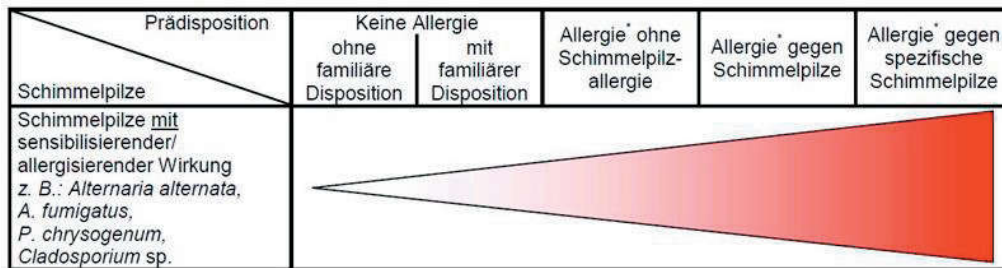 Prädisposition
Schimmelpilze
Keine Allergie
ohne
familiäre
Disposition
mit
familiärer
Disposition
Allergie* ohne
Schimmelpilz-
allergie
Allergie* gegen
Schimmelpilze
Allergie* gegen
spezifische
Schimmelpilze
Schimmelpilze mit
sensibilisierender/
allergisierender Wirkung
z. B.: Alternaria alternata,
A. fumigatus,
P. chrysogenum,
Cladosporium sp.